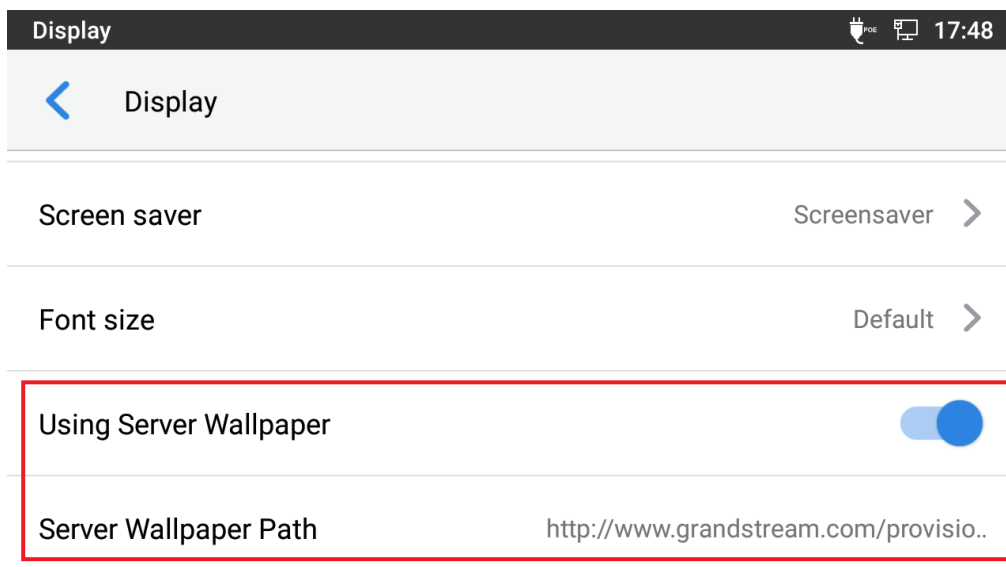 Display POE 17:48
Display
Screen saver Screensaver
Font size Default
Using Server Wallpaper
Server Wallpaper Path http://www.grandstream.com/provisio..